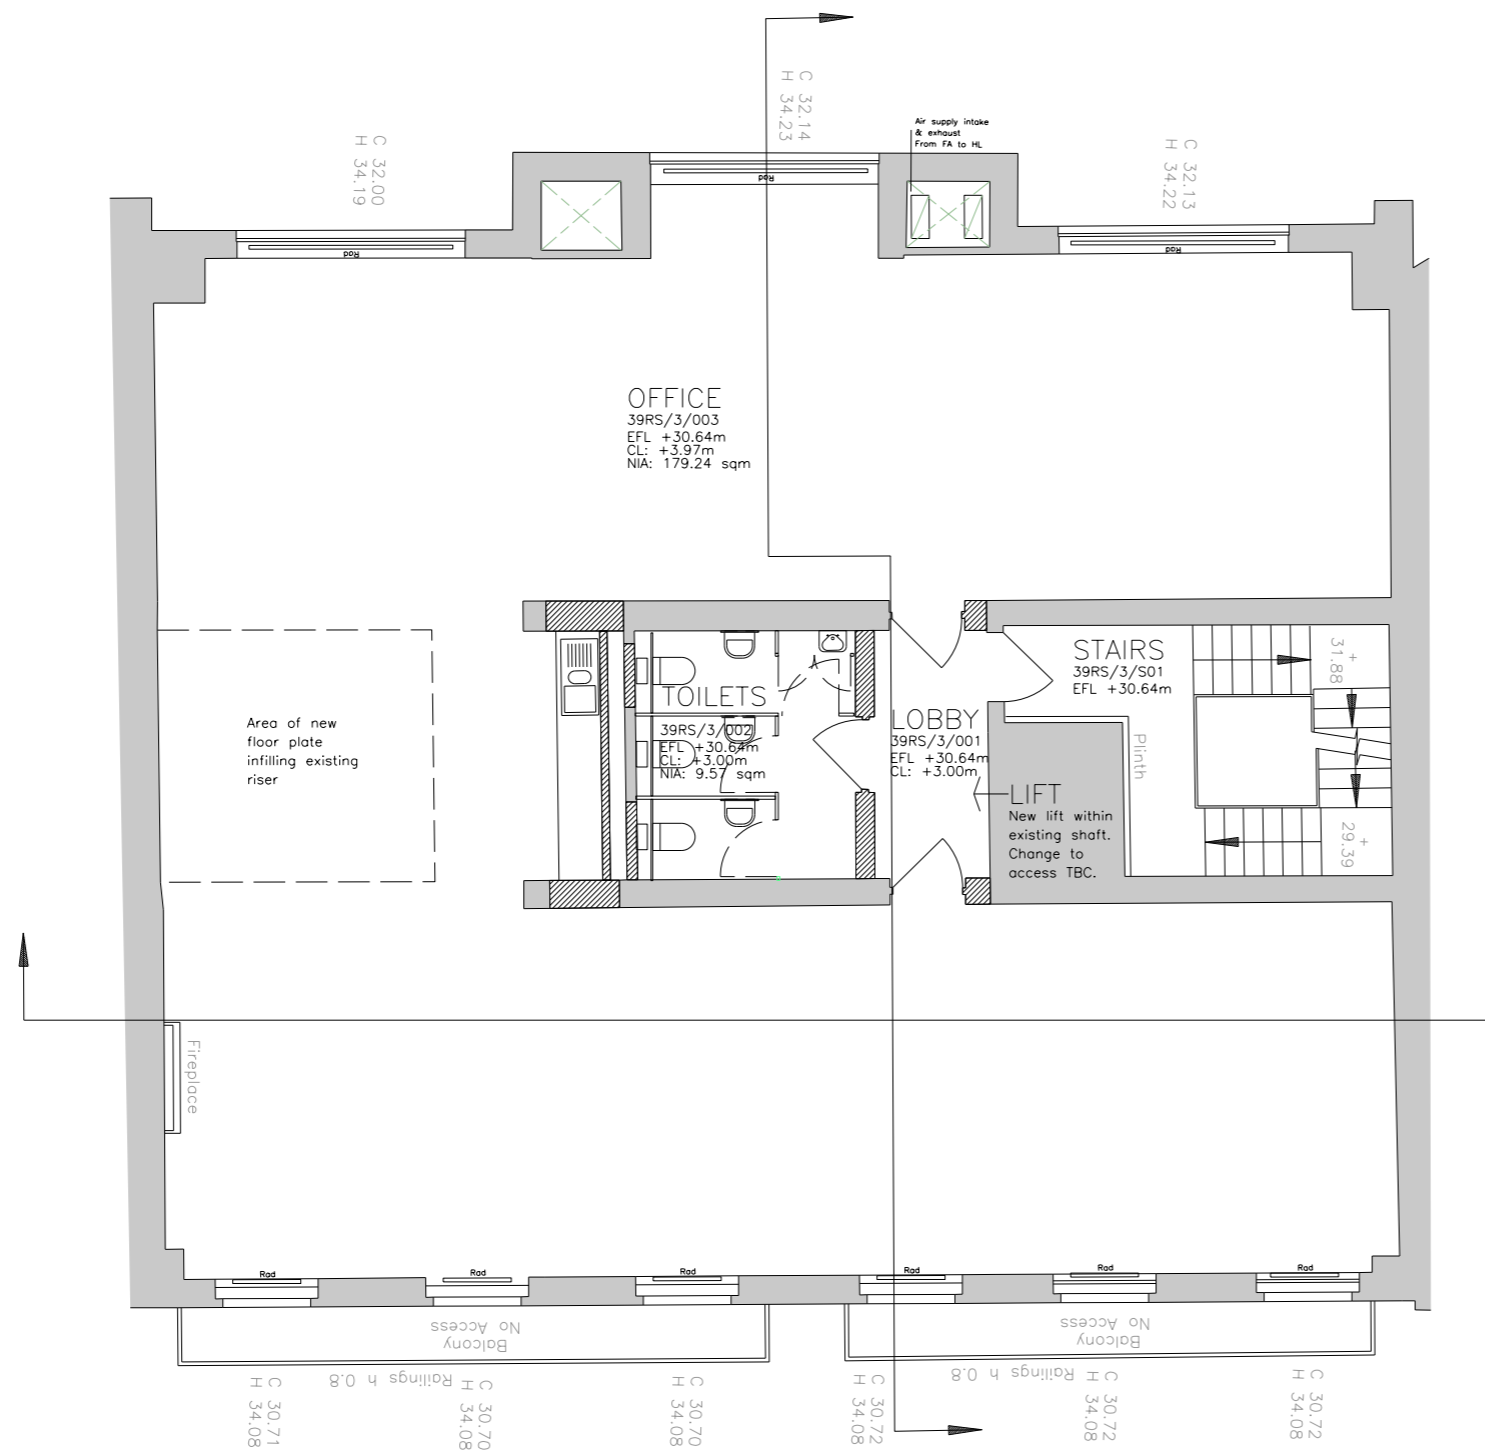 C 32.14
H 34.23
Air supply intake
& exhaust
From FA to HL
C 32.00
H 34.19
C 32.13
H 34.22
Rad
Rad
Rad
OFFICE
39RS/3/003
EFL +30.64m
CL: +3.97m
NIA: 179.24 sqm
STAIRS
39RS/3/S01
EFL +30.64m
+
31.88
TOILETS
39RS/3/002
EFL +30.64m
CL: +3.00m
NIA: 9.57 sqm
LOBBY
39RS/3/001
EFL +30.64m
CL: +3.00m
Area of new
floor plate
infilling existing
riser
Plinth
LIFT
New lift within
existing shaft.
Change to
access TBC.
+
29.39
Fireplace
Rad
Rad
Rad
Rad
Rad
Rad
Balcony
No Access
Balcony
No Access
Railings h 0.8
Railings h 0.8
C 30.71
H 34.08
C 30.70
H 34.08
C 30.70
H 34.08
C 30.72
H 34.08
C 30.72
H 34.08
C 30.72
H 34.08